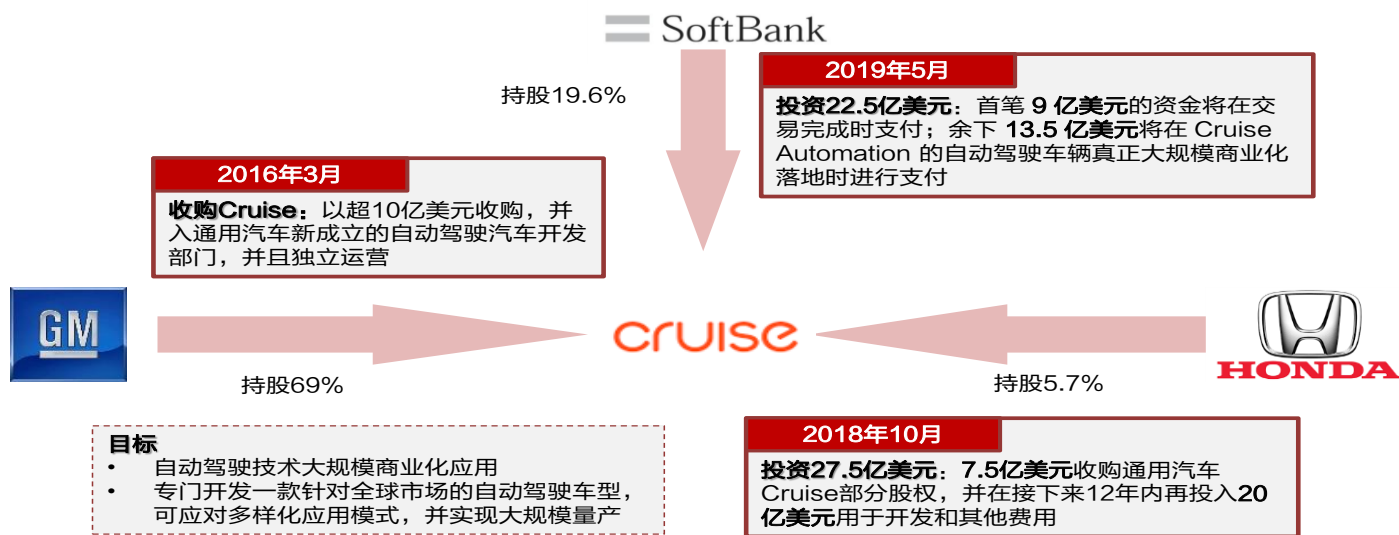 SoftBank
持股19.6%
2019年5月
投资22.5亿美元：首笔 9 亿美元的资金将在交
易完成时支付；余下 13.5 亿美元将在 Cruise
Automation 的自动驾驶车辆真正大规模商业化
落地时进行支付
2016年3月
收购Cruise：以超10亿美元收购，并
入通用汽车新成立的自动驾驶汽车开发
部门，并且独立运营
GM
cruise
HONDA
持股69%
持股5.7%
目标
• 自动驾驶技术大规模商业化应用
• 专门开发一款针对全球市场的自动驾驶车型，
可应对多样化应用模式，并实现大规模量产
2018年10月
投资27.5亿美元：7.5亿美元收购通用汽车
Cruise部分股权，并在接下来12年内再投入20
亿美元用于开发和其他费用